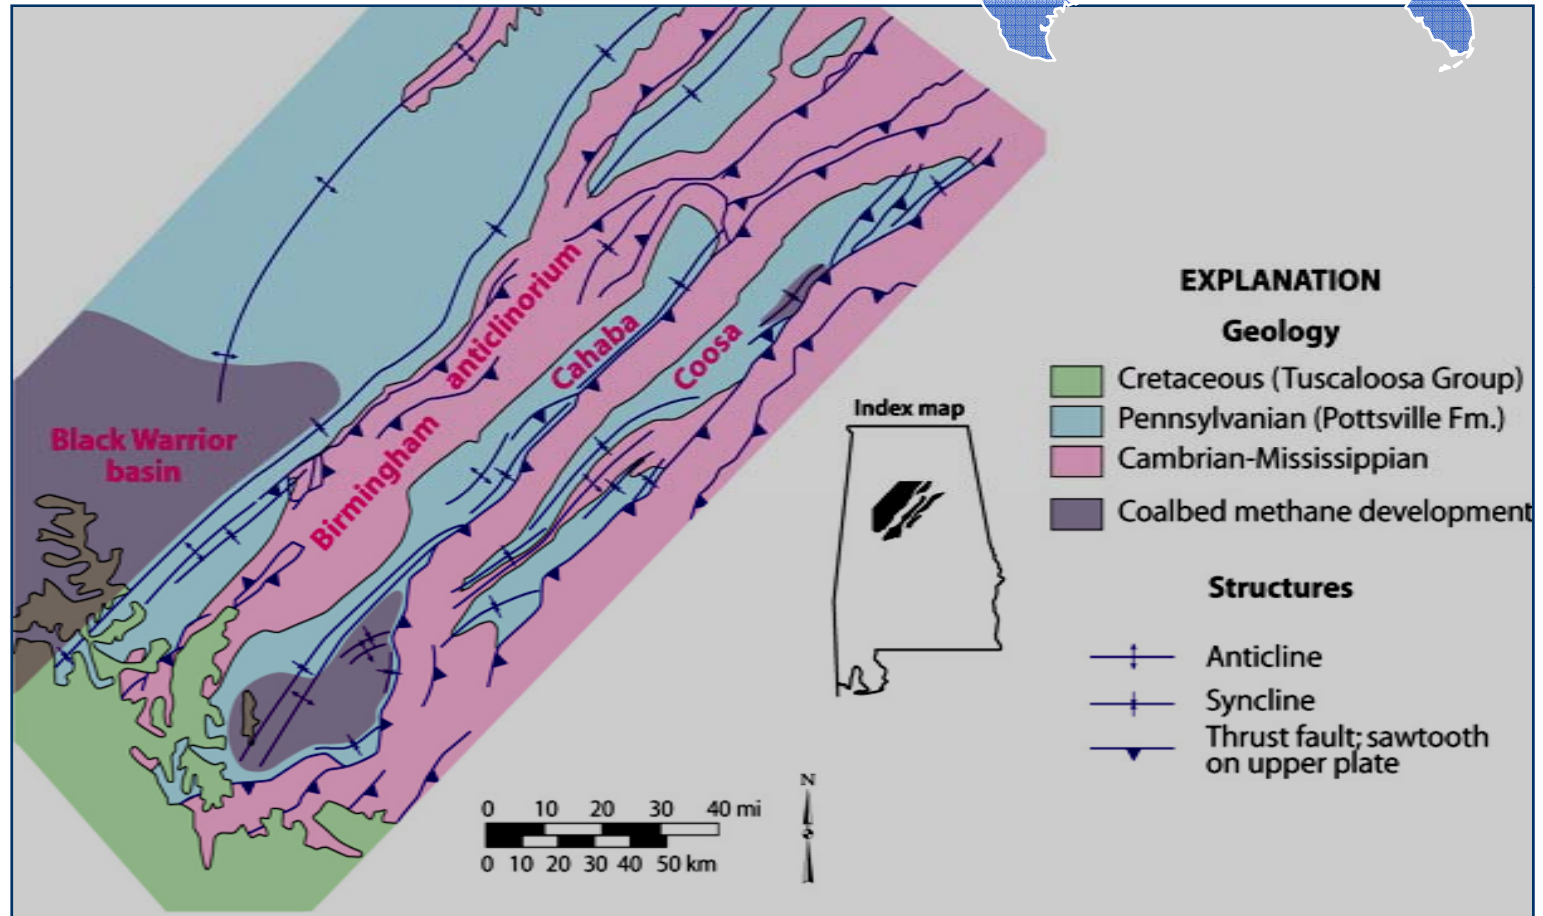 Black Warrior
basin
Birmingham
anticlinorium
Cahaba
Coosa
EXPLANATION
Geology
Cretaceous (Tuscaloosa Group)
Pennsylvanian (Pottsville Fm.)
Cambrian-Mississippian
Coalbed methane development
Index map
Structures
Anticline
Syncline
Thrust fault; sawtooth
on upper plate
N
0 10 20 30 40 mi
0 10 20 30 40 50 km